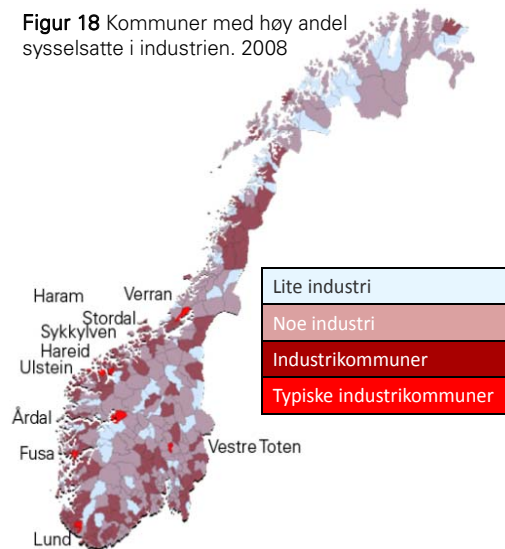 Figur 18 Kommuner med høy andel
sysselsatte i industrien. 2008
Haram
Verran
Stordal
Sykkylven
Hareid
Ulstein
Årdal
Fusa
Vestre Toten
Lund
Lite industri
Noe industri
Industrikommuner
Typiske industrikommuner